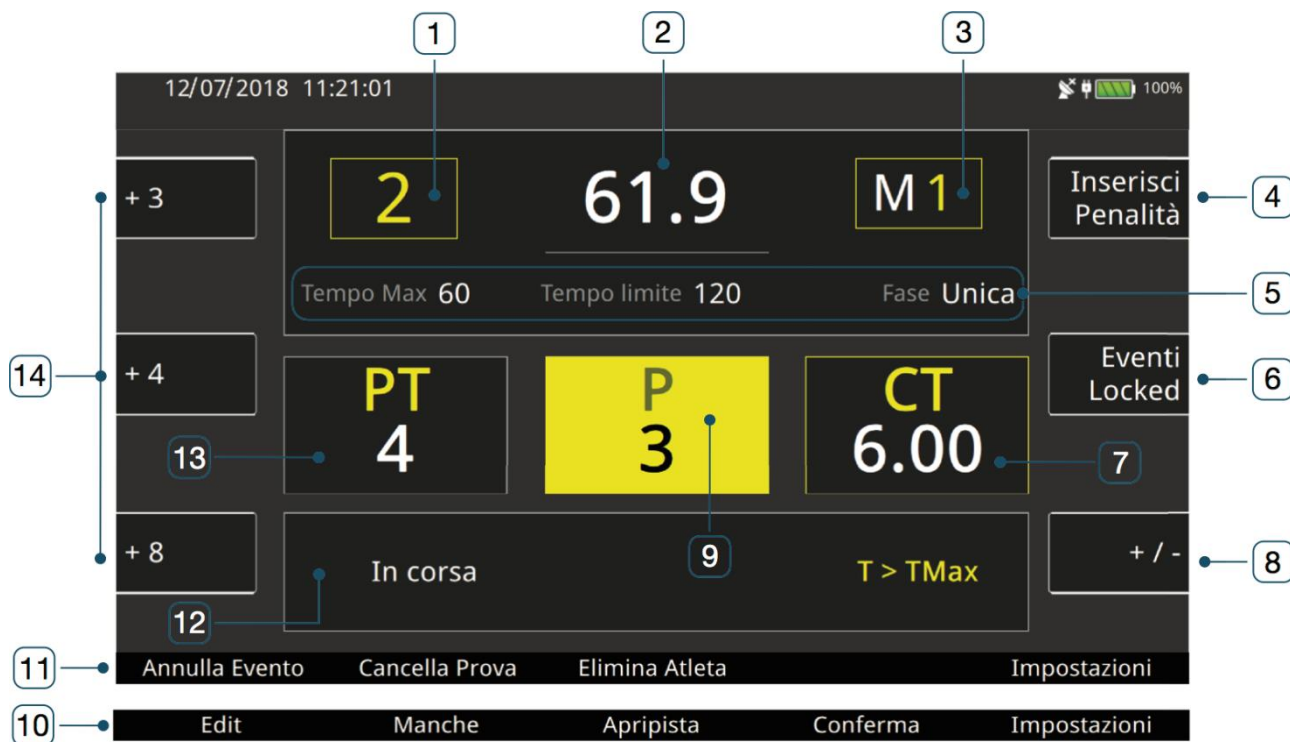 1 2 3
12/07/2018 11:21:01 100%
+ 3 2 61.9 M 1 Inserisci
Penalità 4
Tempo Max 60 Tempo limite 120 Fase Unica 5
14 + 4 Eventi
Locked 6
PT P CT
4 3 6.00
13 7
+ 8 In corsa 9 T > TMax + / - 8
12
11 Annulla Evento Cancella Prova Elimina Atleta Impostazioni
10 Edit Manche Apripista Conferma Impostazioni